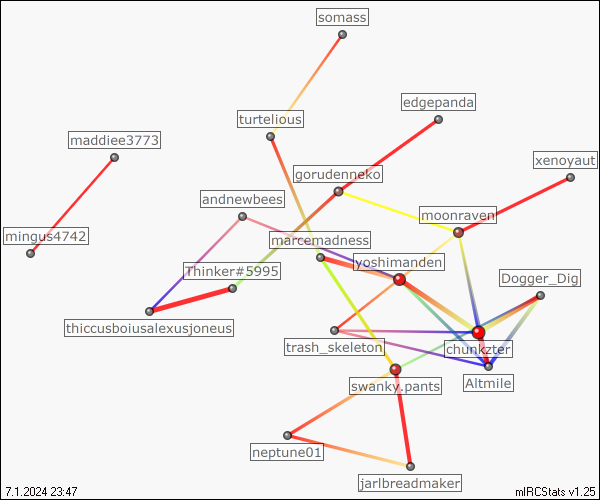 somass
edgepanda
turtelious
maddiee3773
xenoyaut
gorudenneko
andnewbees
moonraven
mingus4742
marcemadness
yoshimanden
Thinker#5995
Dogger_Dig
thiccusboiusalexusjoneus
trash_skeleton
chunkzter
swanky.pants
Altmile
neptune01
jarlbreadmaker
7.1.2024 23:47
mIRCStats v1.25